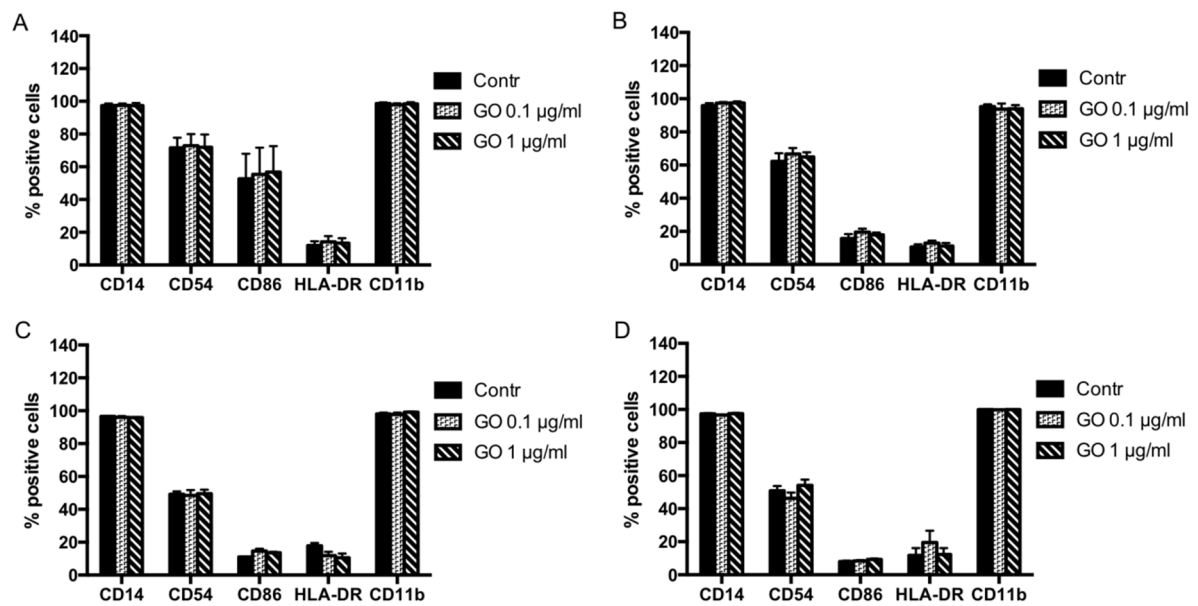 A
140
120
100
80
60
40
20
0
% positive cells
CD14 CD54 CD86 HLA-DR CD11b
Contr
GO 0.1 µg/ml
GO 1 µg/ml
B
140
120
100
80
60
40
20
0
% positive cells
CD14 CD54 CD86 HLA-DR CD11b
Contr
GO 0.1 µg/ml
GO 1 µg/ml
C
140
120
100
80
60
40
20
0
% positive cells
CD14 CD54 CD86 HLA-DR CD11b
Contr
GO 0.1 µg/ml
GO 1 µg/ml
D
140
120
100
80
60
40
20
0
% positive cells
CD14 CD54 CD86 HLA-DR CD11b
Contr
GO 0.1 µg/ml
GO 1 µg/ml